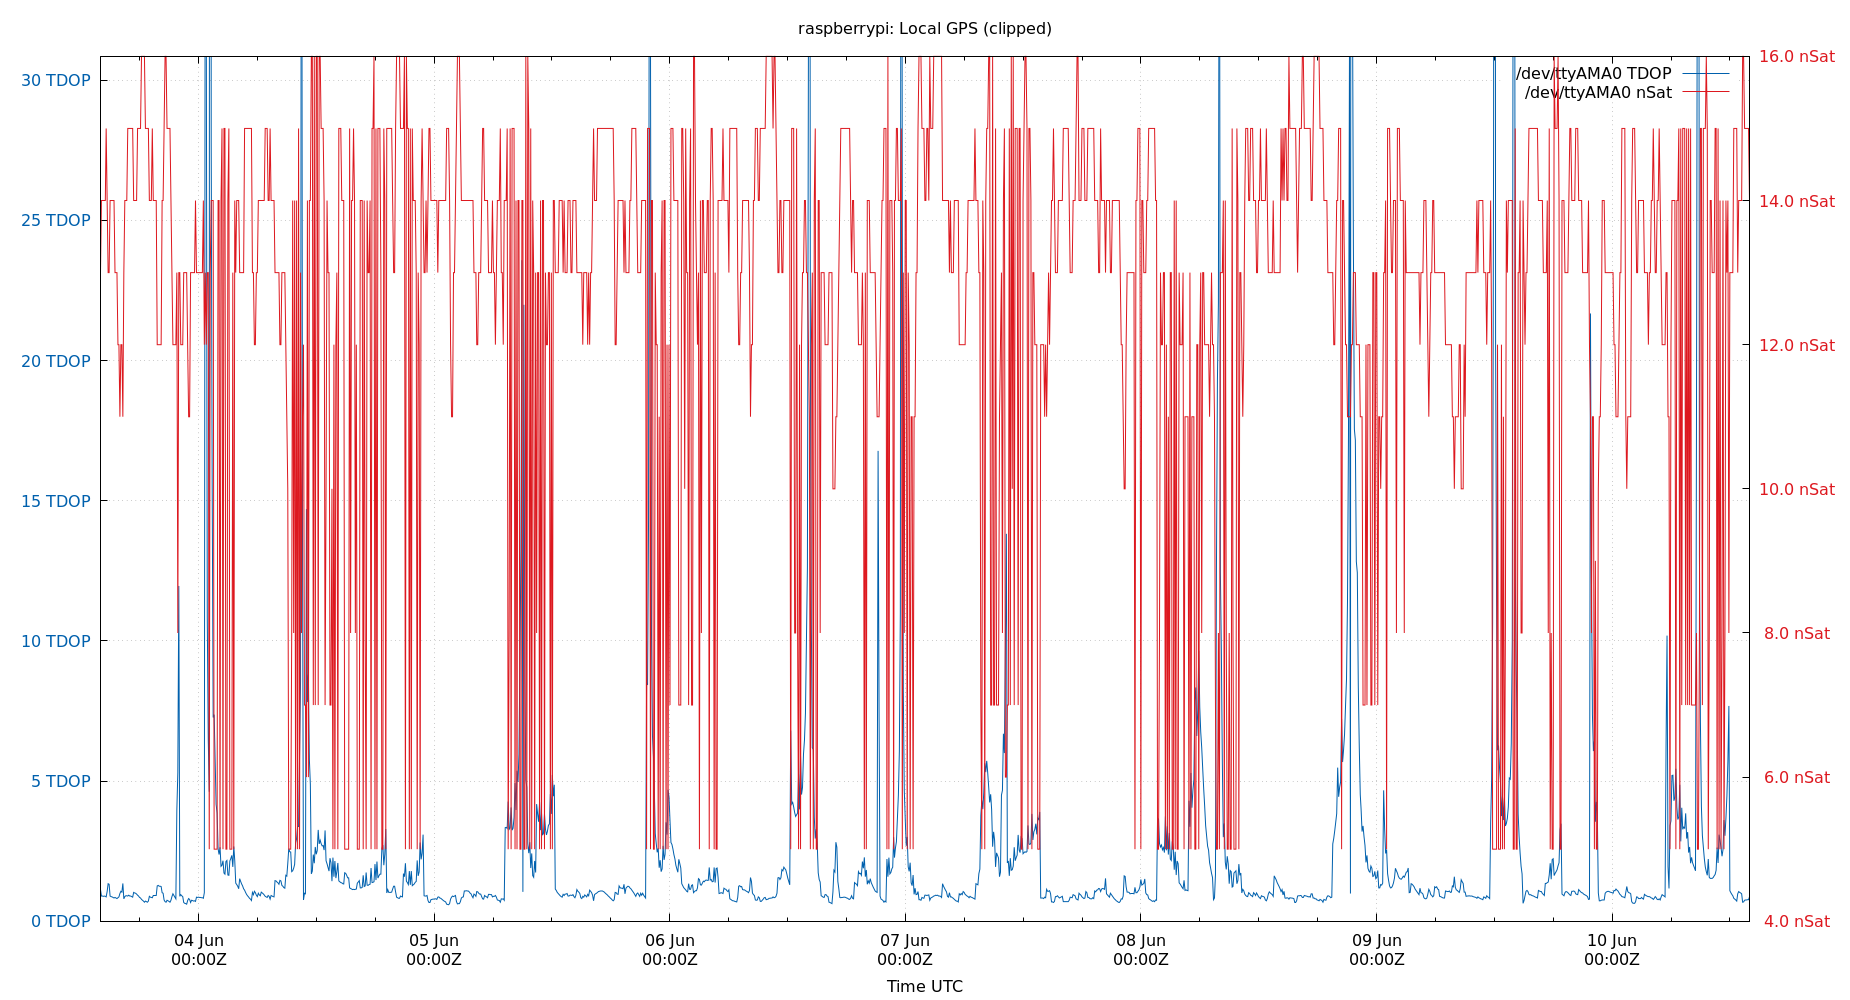 raspberrypi: Local GPS (clipped)
30 TDOP
25 TDOP
20 TDOP
15 TDOP
10 TDOP
5 TDOP
0 TDOP
16.0 nSat
14.0 nSat
12.0 nSat
10.0 nSat
8.0 nSat
6.0 nSat
4.0 nSat
/dev/ttyAMA0 TDOP
/dev/ttyAMA0 nSat
04 Jun
00:00Z
05 Jun
00:00Z
06 Jun
00:00Z
07 Jun
00:00Z
08 Jun
00:00Z
09 Jun
00:00Z
10 Jun
00:00Z
Time UTC